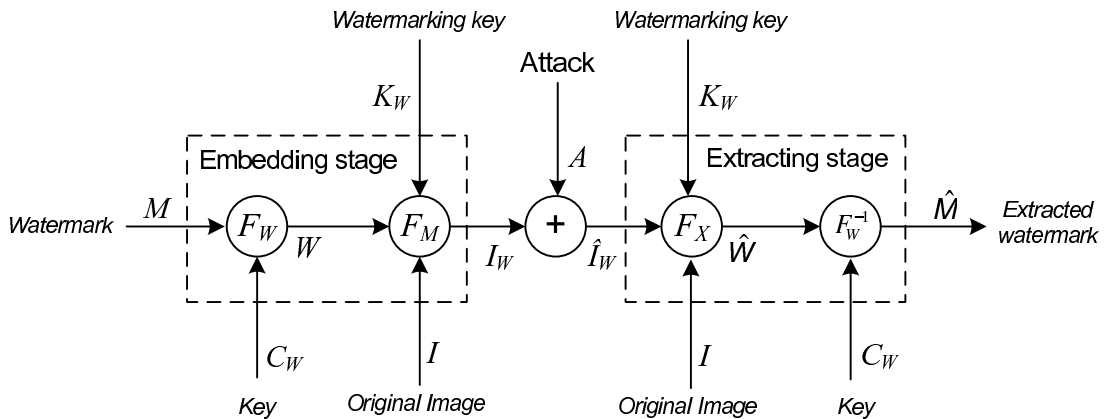 Watermarking key
Watermarking key
Attack
K_W
K_W
A
Embedding stage
Extracting stage
Watermark
M
F_W
W
F_M
I_W
+
Î_W
F_X
Ŵ
F_W^{-1}
M̂
Extracted
watermark
C_W
I
I
C_W
Key
Original Image
Original Image
Key